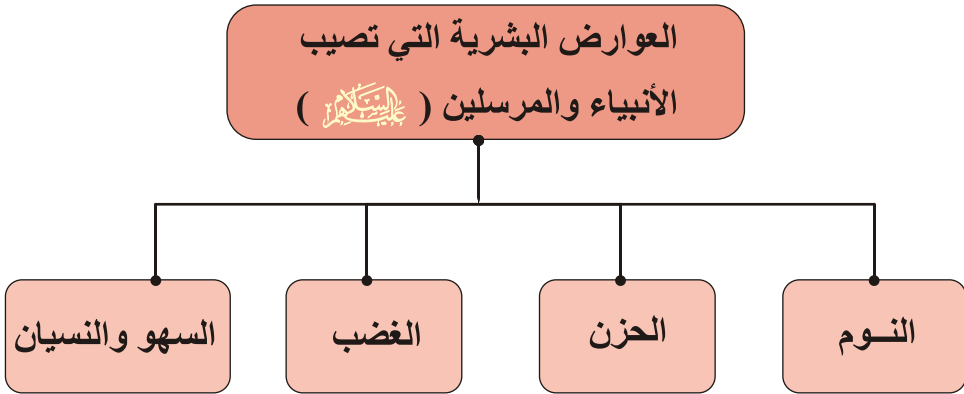 العوارض البشرية التي تصيب
الأنبياء والمرسلين ( عليهم السلام )
النــوم
الحزن
الغضب
السهو والنسيان